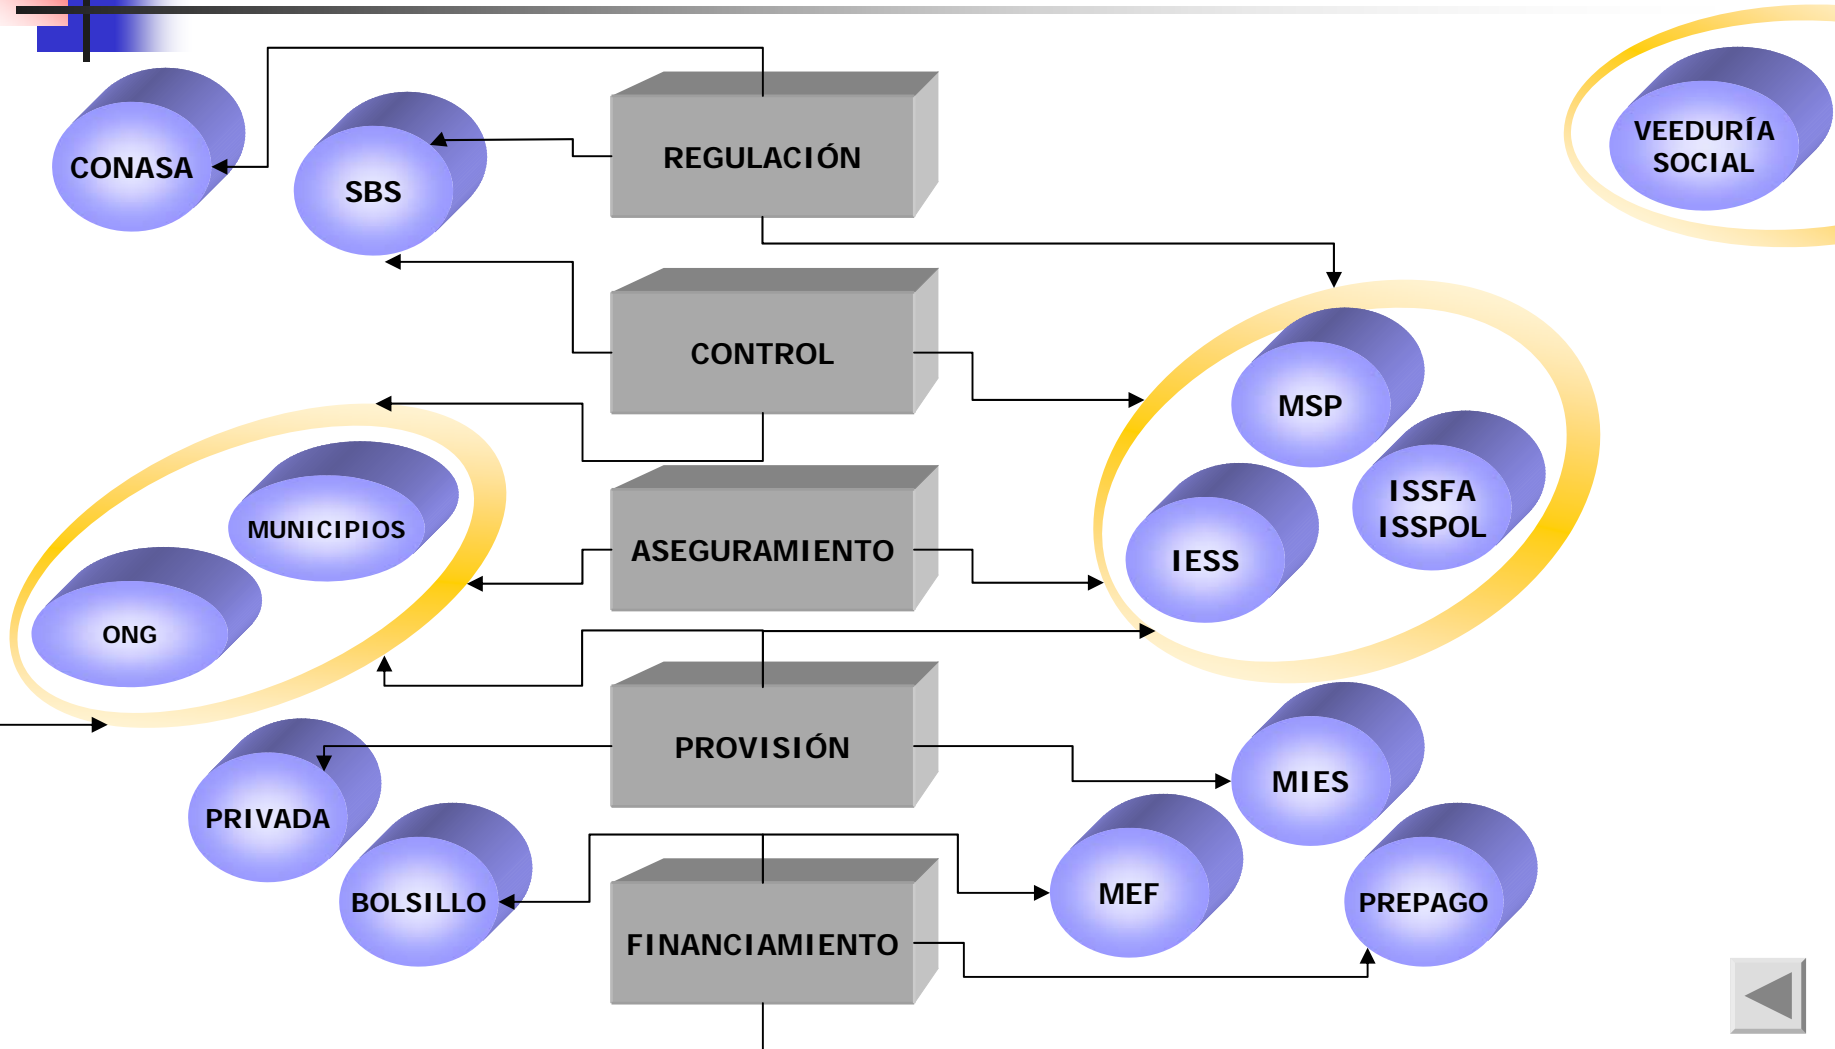 VEEDURÍA
SOCIAL
CONASA
SBS
REGULACIÓN
CONTROL
MSP
ISSFA
ISSPOL
IESS
MUNICIPIOS
ASEGURAMIENTO
ONG
PROVISIÓN
MIES
PRIVADA
BOLSILLO
MEF
PREPAGO
FINANCIAMIENTO